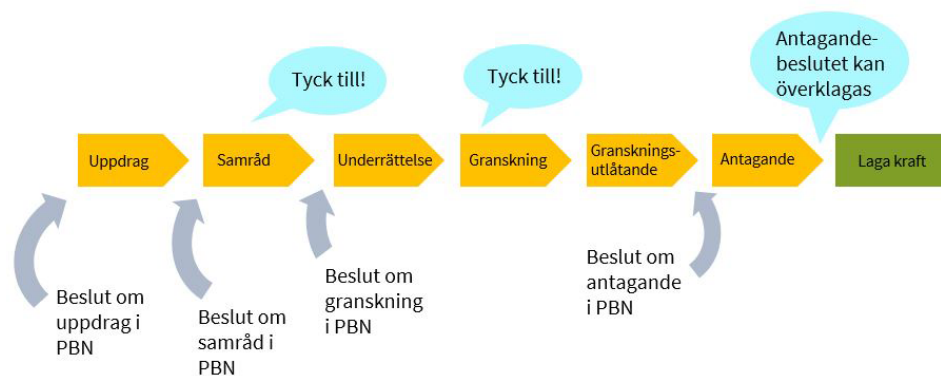 Tyck till!
Tyck till!
Antagande-
beslutet kan
överklagas
Uppdrag
Samråd
Underrättelse
Granskning
Gransknings-
utlåtande
Antagande
Laga kraft
Beslut om
uppdrag i
PBN
Beslut om
samråd i
PBN
Beslut om
granskning
i PBN
Beslut om
antagande
i PBN